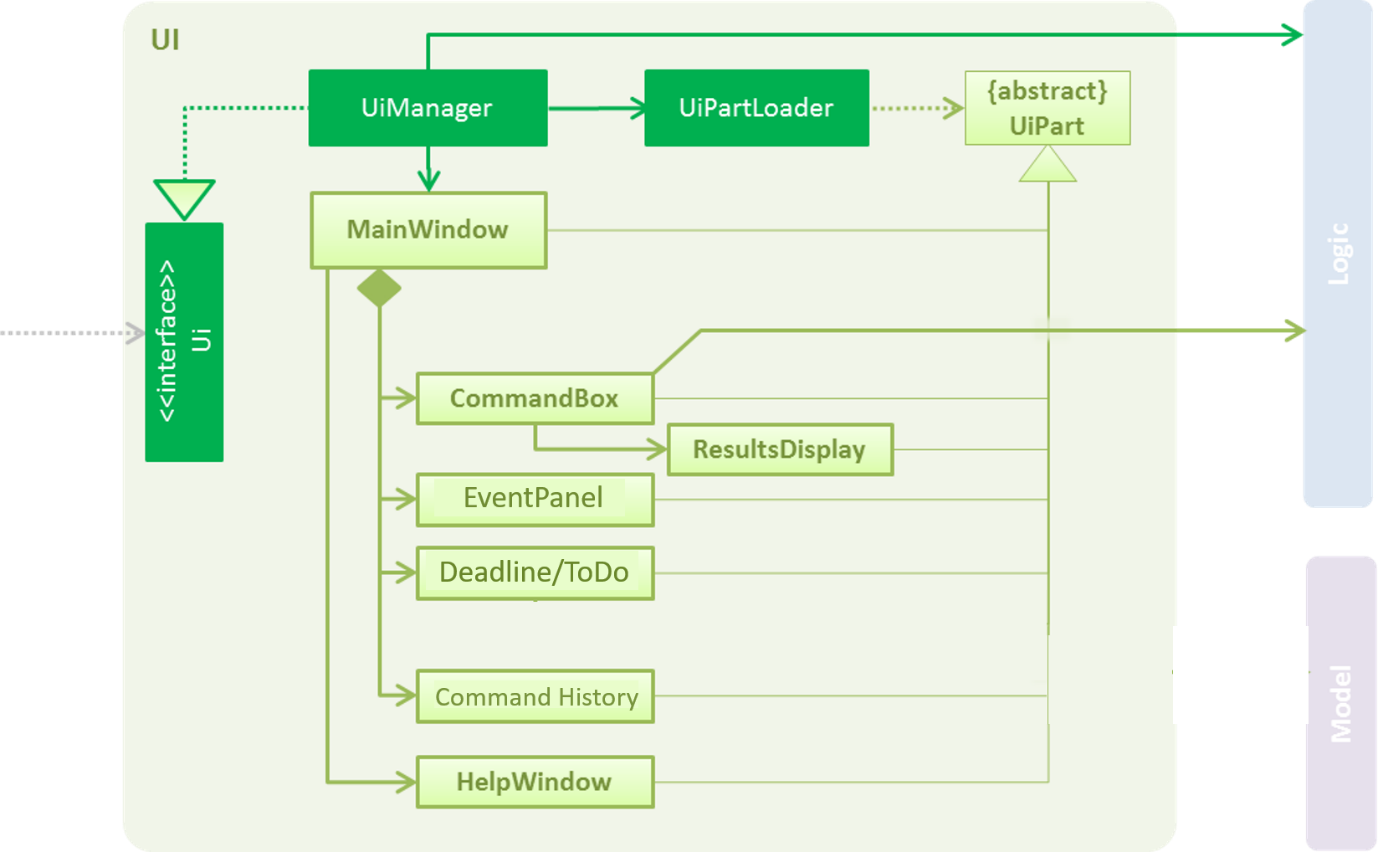 UI
UiManager
UiPartLoader
{abstract}
UiPart
MainWindow
<<interface>>
Ui
Logic
CommandBox
ResultsDisplay
EventPanel
Deadline/ToDo
Command History
Model
HelpWindow